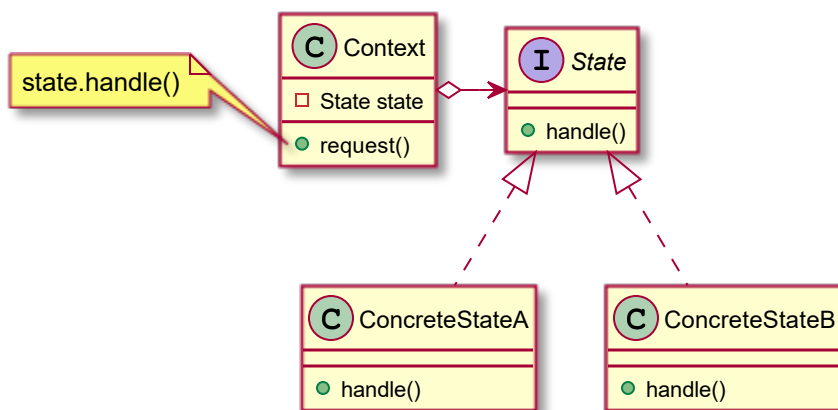 state.handle()
C Context
State state
request()
I State
handle()
C ConcreteStateA
handle()
C ConcreteStateB
handle()